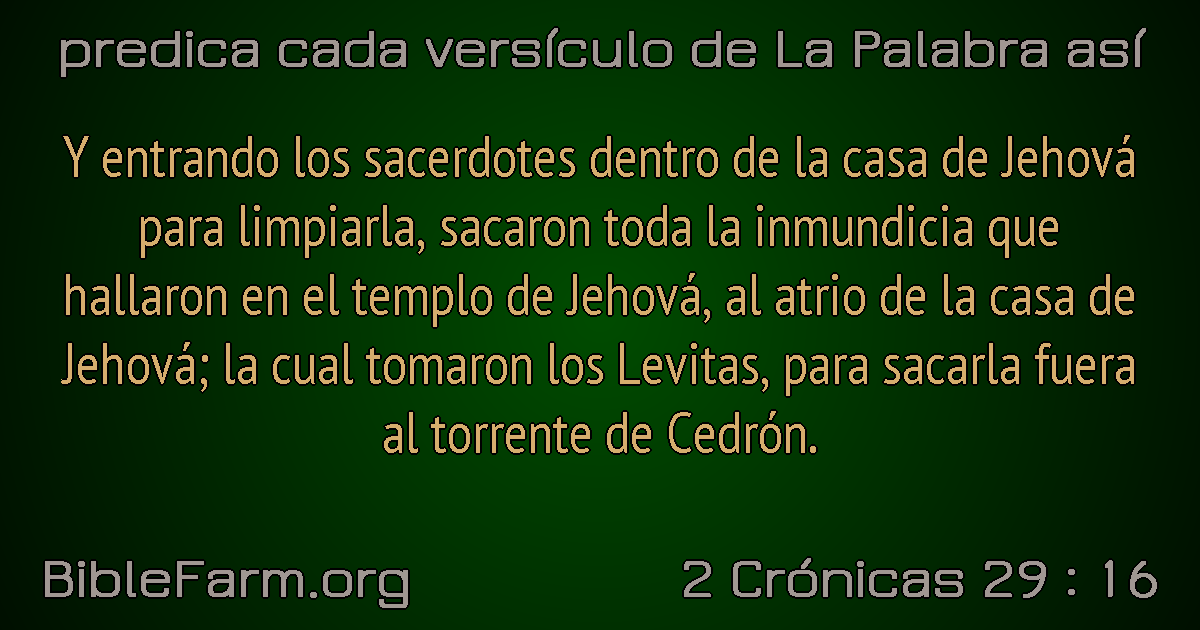 predica cada versículo de La Palabra así
Y entrando los sacerdotes dentro de la casa de Jehová
para limpiarla, sacaron toda la inmundicia que
hallaron en el templo de Jehová, al atrio de la casa de
Jehová; la cual tomaron los Levitas, para sacarla fuera
al torrente de Cedrón.
BibleFarm.org
2 Crónicas 29 : 16